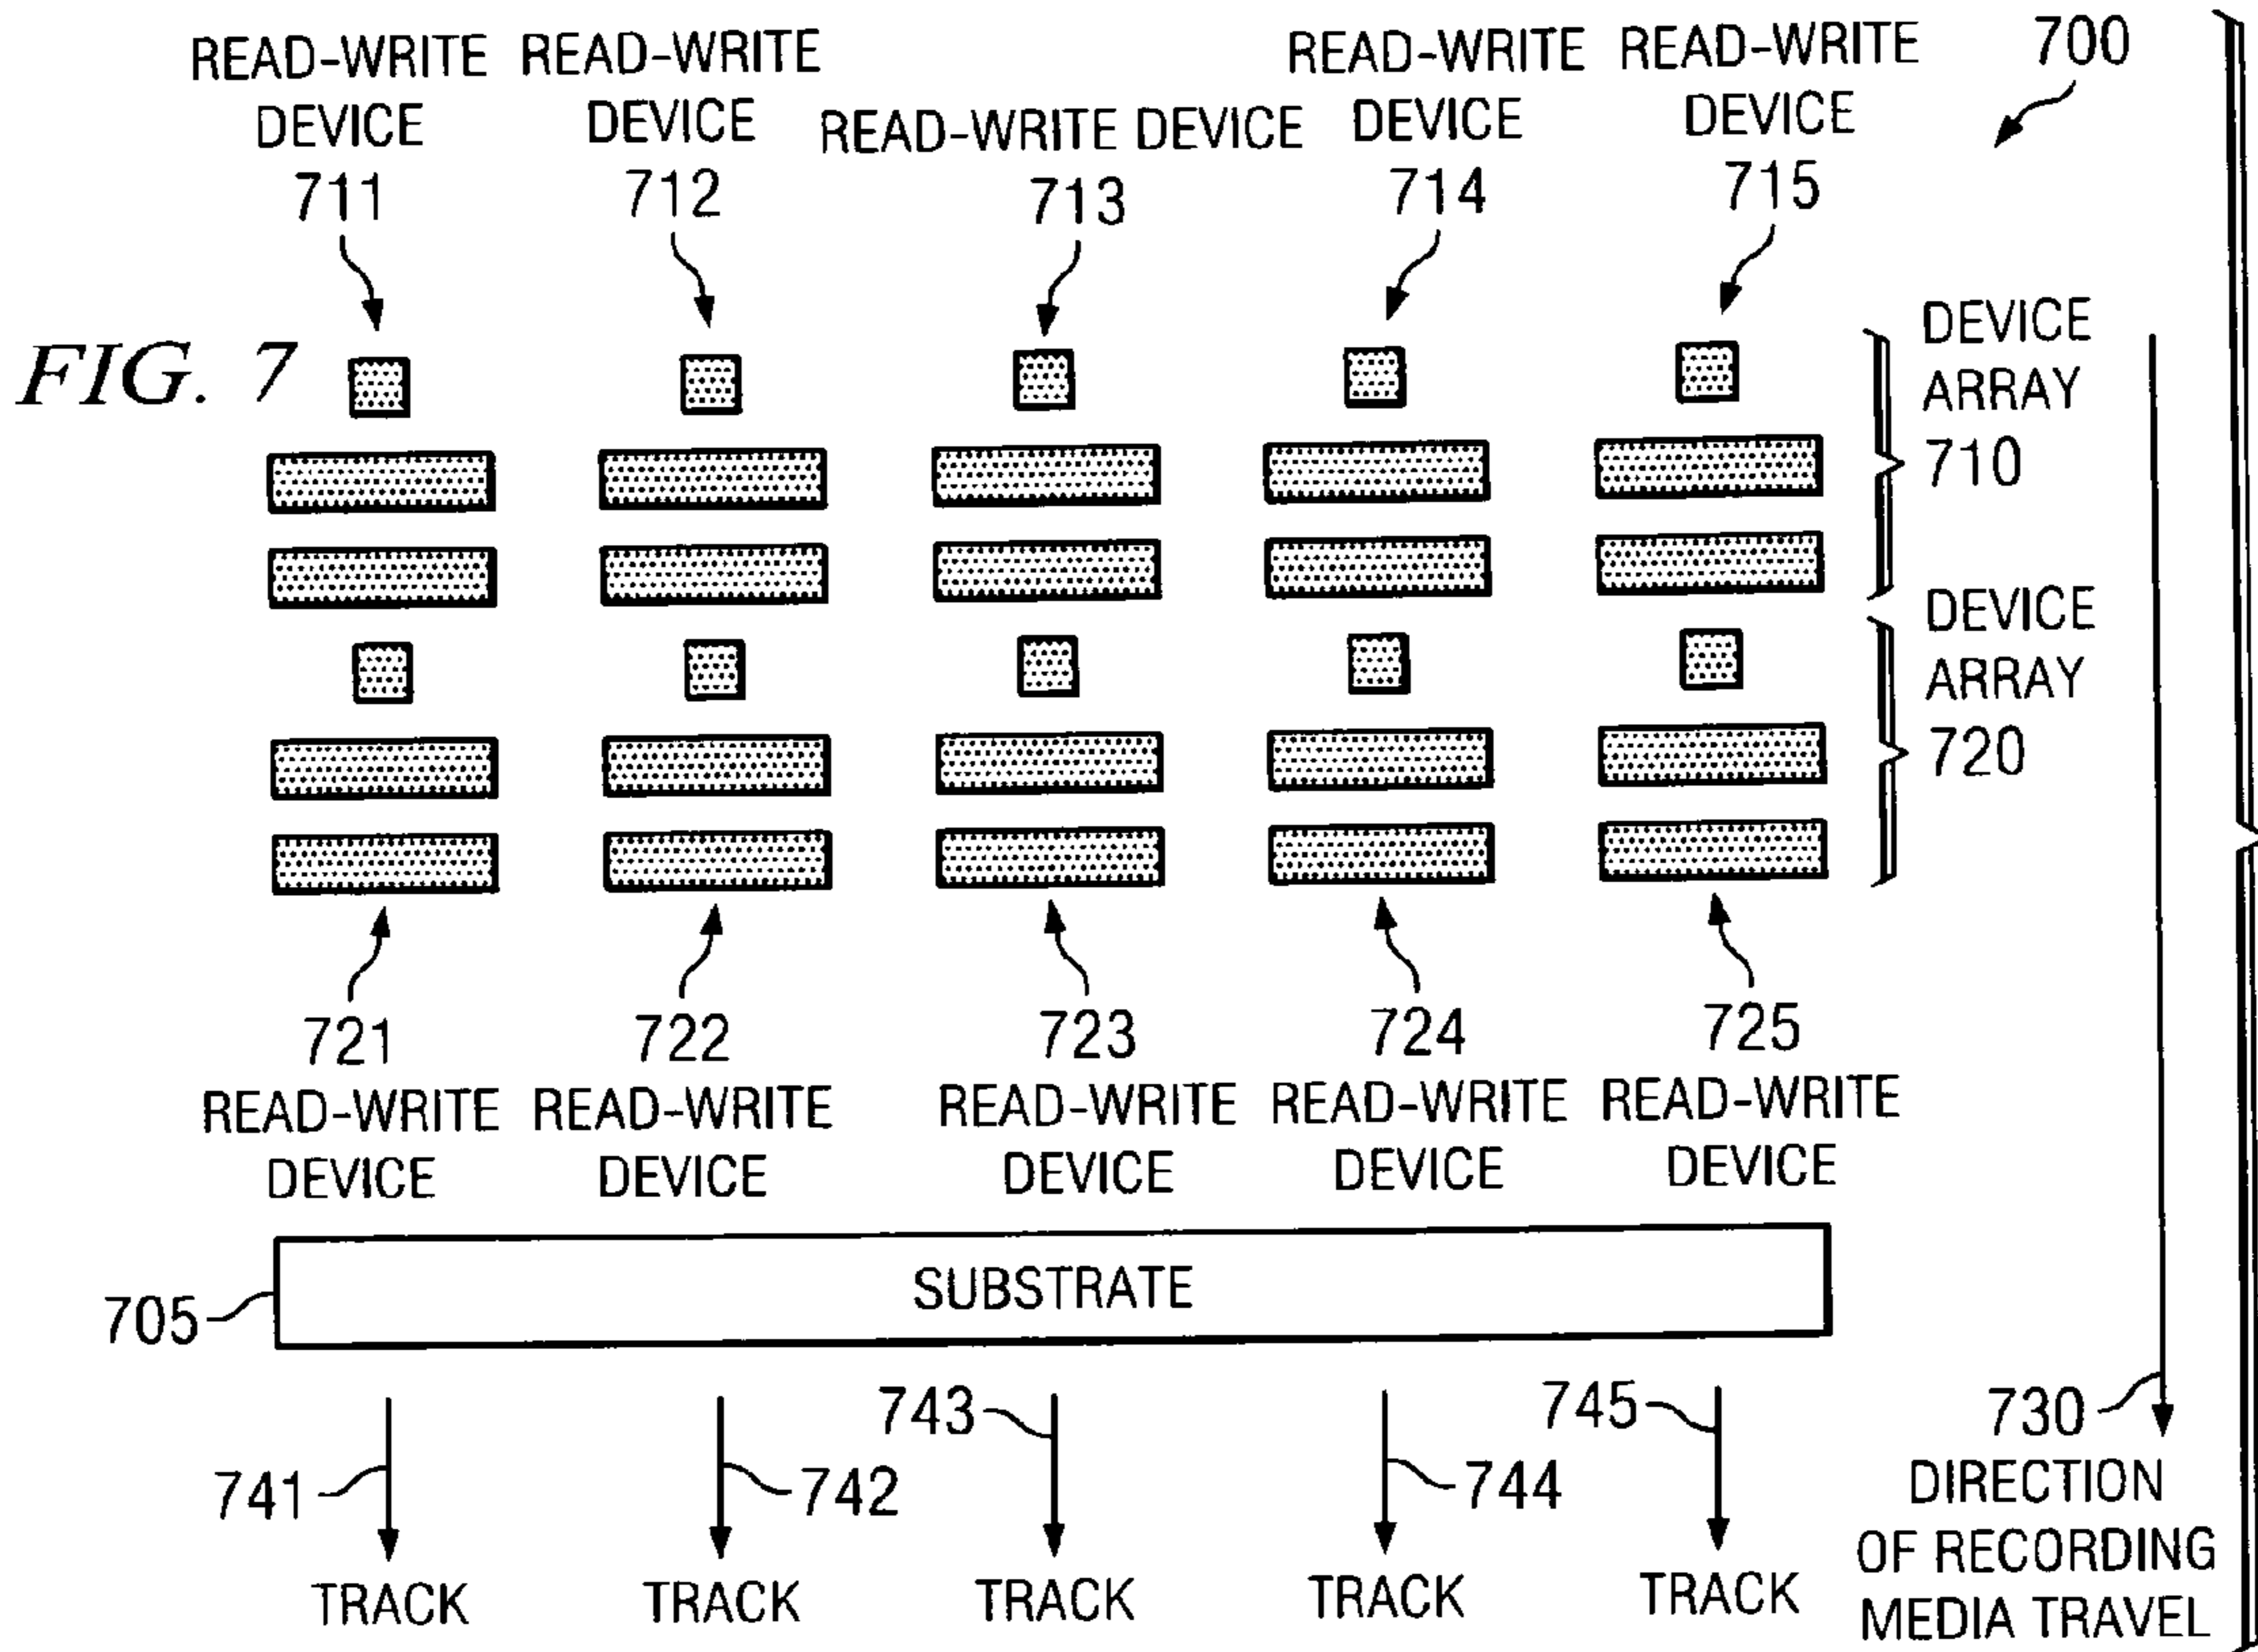 READ-WRITE DEVICE 711
READ-WRITE DEVICE 712
READ-WRITE DEVICE 713
READ-WRITE DEVICE 714
READ-WRITE DEVICE 715
700
FIG. 7
DEVICE ARRAY 710
DEVICE ARRAY 720
721 READ-WRITE DEVICE
722 READ-WRITE DEVICE
723 READ-WRITE DEVICE
724 READ-WRITE DEVICE
725 READ-WRITE DEVICE
705
SUBSTRATE
741
TRACK
742
TRACK
743
TRACK
744
TRACK
745
TRACK
730
DIRECTION
OF RECORDING
MEDIA TRAVEL